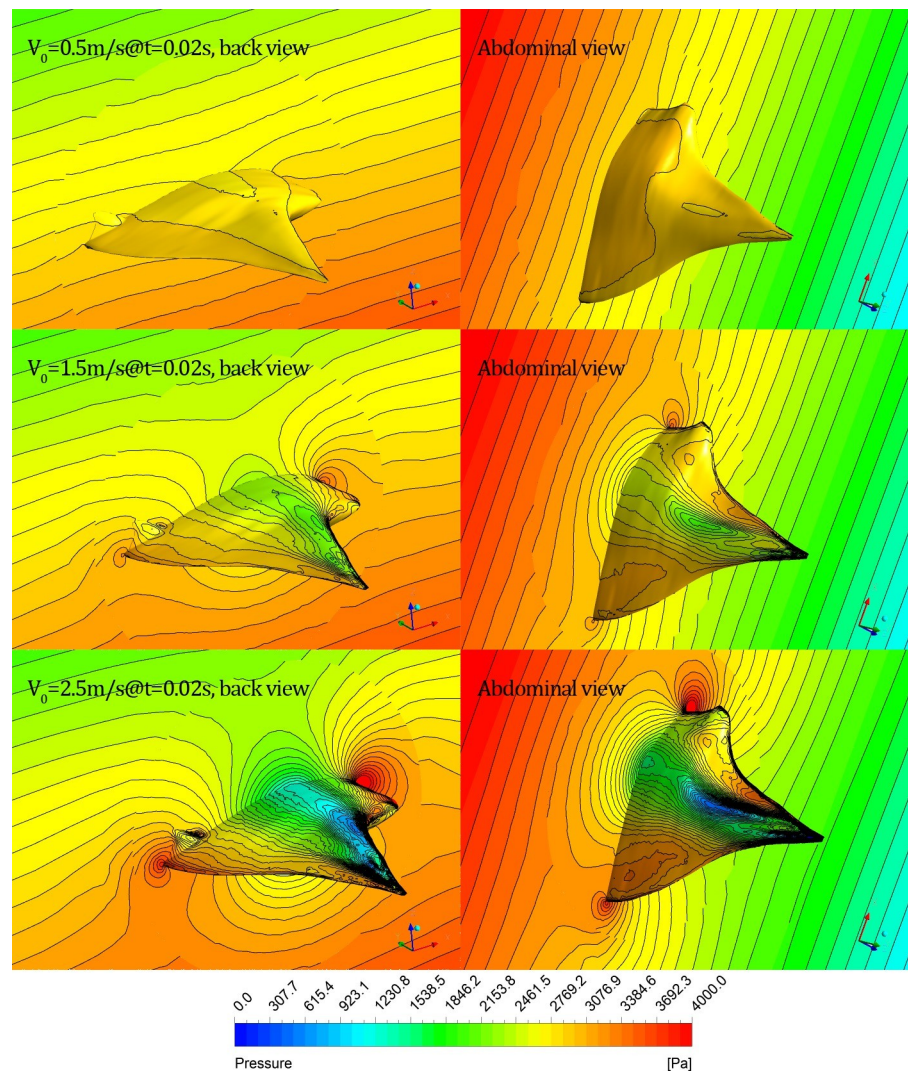 V₀=0.5m/s@t=0.02s, back view
Abdominal view
V₀=1.5m/s@t=0.02s, back view
Abdominal view
V₀=2.5m/s@t=0.02s, back view
Abdominal view
0.0 307.7 615.4 923.1 1230.8 1538.5 1846.2 2153.8 2461.5 2769.2 3076.9 3384.6 3692.3 4000.0
Pressure [Pa]